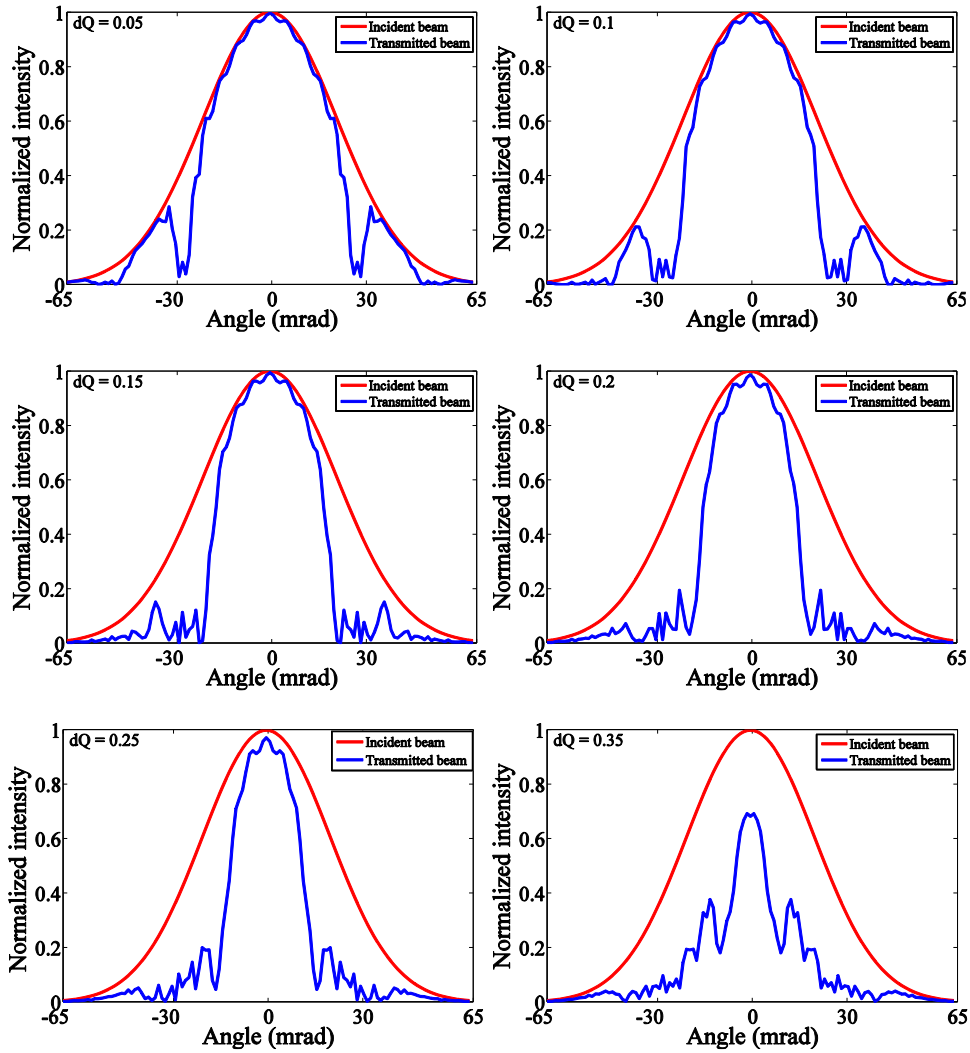 dQ = 0.05
Incident beam
Transmitted beam
Normalized intensity
1
0.8
0.6
0.4
0.2
0
-65
-30
0
30
65
Angle (mrad)
dQ = 0.1
Incident beam
Transmitted beam
Normalized intensity
1
0.8
0.6
0.4
0.2
0
-65
-30
0
30
65
Angle (mrad)
dQ = 0.15
Incident beam
Transmitted beam
Normalized intensity
1
0.8
0.6
0.4
0.2
0
-65
-30
0
30
65
Angle (mrad)
dQ = 0.2
Incident beam
Transmitted beam
Normalized intensity
1
0.8
0.6
0.4
0.2
0
-65
-30
0
30
65
Angle (mrad)
dQ = 0.25
Incident beam
Transmitted beam
Normalized intensity
1
0.8
0.6
0.4
0.2
0
-65
-30
0
30
65
Angle (mrad)
dQ = 0.35
Incident beam
Transmitted beam
Normalized intensity
1
0.8
0.6
0.4
0.2
0
-65
-30
0
30
65
Angle (mrad)